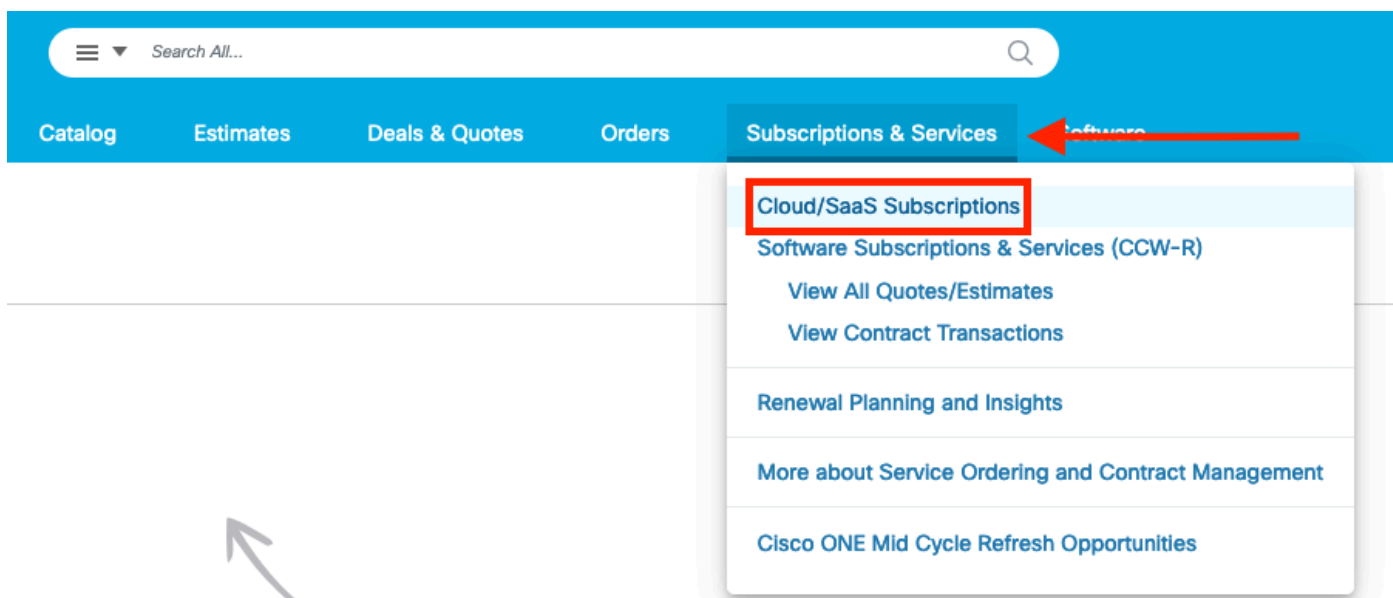 Search All...
Catalog Estimates Deals & Quotes Orders Subscriptions & Services Software
Cloud/SaaS Subscriptions
Software Subscriptions & Services (CCW-R)
View All Quotes/Estimates
View Contract Transactions
Renewal Planning and Insights
More about Service Ordering and Contract Management
Cisco ONE Mid Cycle Refresh Opportunities